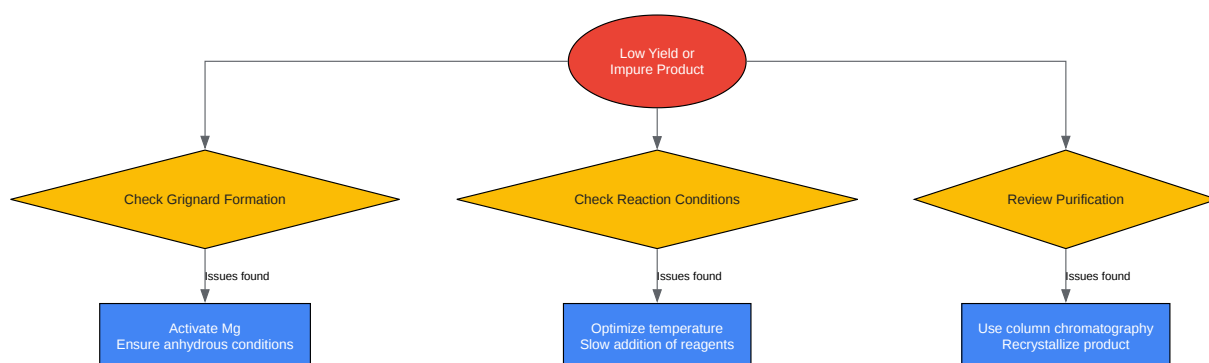 Low Yield or
Impure Product
Check Grignard Formation
Check Reaction Conditions
Review Purification
Issues found
Issues found
Issues found
Activate Mg
Ensure anhydrous conditions
Optimize temperature
Slow addition of reagents
Use column chromatography
Recrystallize product